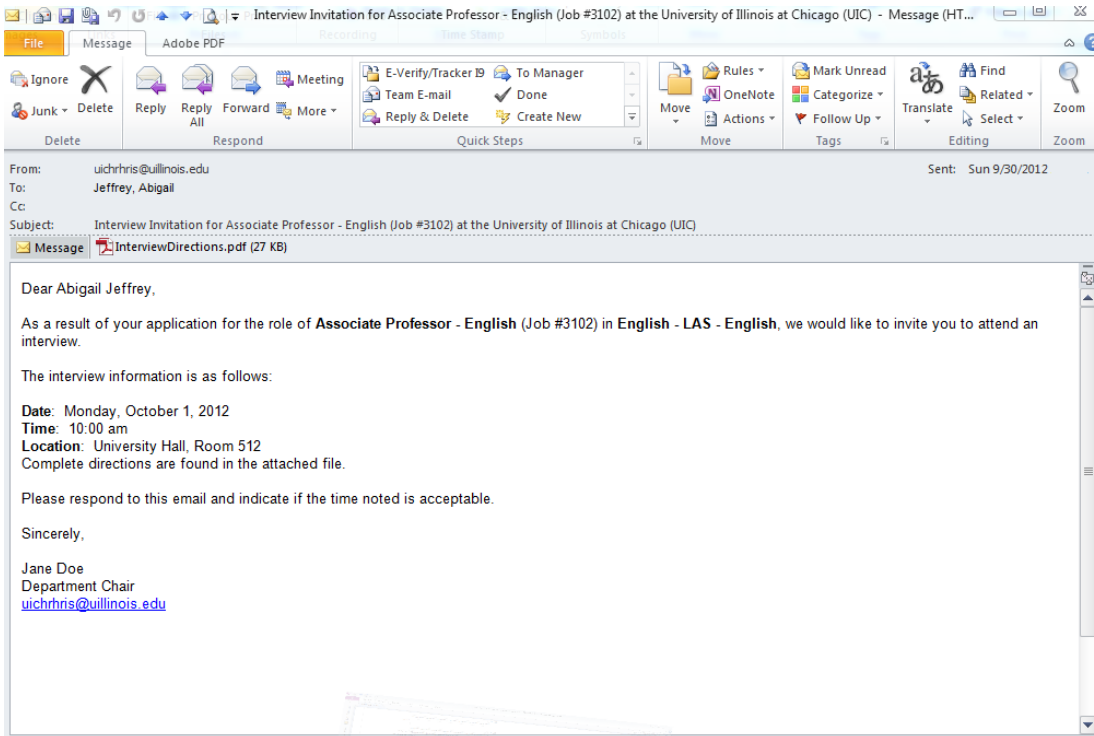 Interview Invitation for Associate Professor - English (Job #3102) at the University of Illinois at Chicago (UIC) - Message (HT...
File Message Adobe PDF
Recording Time Stamp Symbols
Ignore
Junk
Delete
Reply
Reply All
Forward
Meeting
More
E-Verify/Tracker I9
To Manager
Team E-mail
Done
Reply & Delete
Create New
Move
Rules
OneNote
Actions
Mark Unread
Categorize
Follow Up
Translate
Find
Related
Select
Zoom
Delete Respond Quick Steps Move Tags Editing Zoom
From: uichrhris@uillinois.edu Sent: Sun 9/30/2012
To: Jeffrey, Abigail
Cc:
Subject: Interview Invitation for Associate Professor - English (Job #3102) at the University of Illinois at Chicago (UIC)
Message InterviewDirections.pdf (27 KB)
Dear Abigail Jeffrey,
As a result of your application for the role of Associate Professor - English (Job #3102) in English - LAS - English, we would like to invite you to attend an
interview.
The interview information is as follows:
Date: Monday, October 1, 2012
Time: 10:00 am
Location: University Hall, Room 512
Complete directions are found in the attached file.
Please respond to this email and indicate if the time noted is acceptable.
Sincerely,
Jane Doe
Department Chair
uichrhris@uillinois.edu